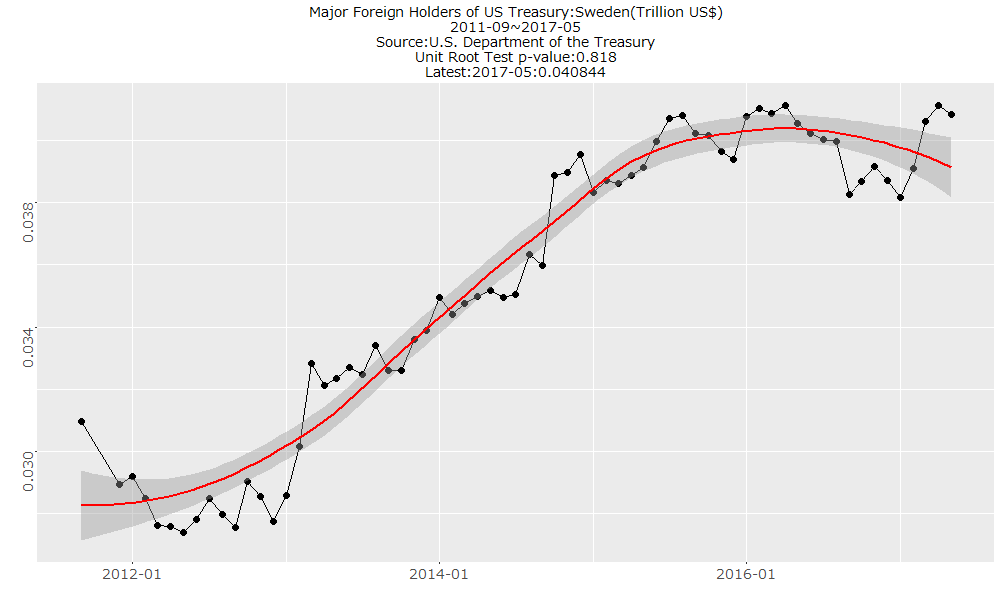 Major Foreign Holders of US Treasury:Sweden(Trillion US$)
2011-09~2017-05
Source:U.S. Department of the Treasury
Unit Root Test p-value:0.818
Latest:2017-05:0.040844
0.038
0.034
0.030
2012-01
2014-01
2016-01